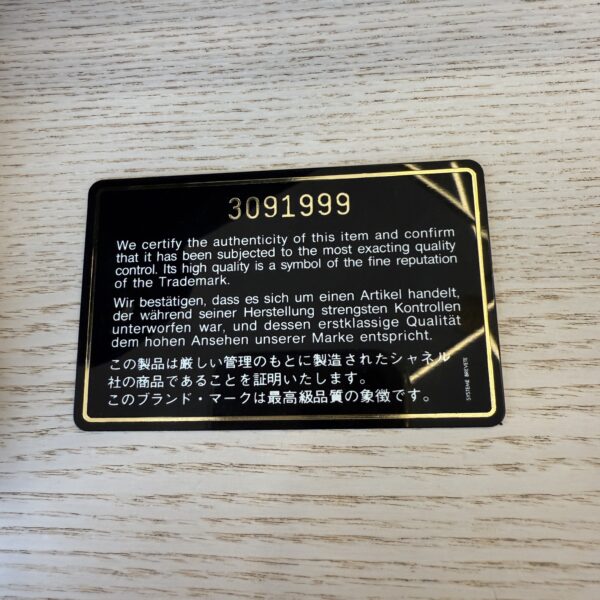 3091999
We certify the authenticity of this item and confirm
that it has been subjected to the most exacting quality
control. Its high quality is a symbol of the fine reputation
of the Trademark.
Wir bestätigen, dass es sich um einen Artikel handelt,
der während seiner Herstellung strengsten Kontrollen
unterworfen war, und dessen erstklassige Qualität
dem hohen Ansehen unserer Marke entspricht.
この製品は厳しい管理のもとに製造されたシャネル
社の商品であることを証明いたします。
このブランド・マークは最高級品質の象徴です。
SYSTEME BREVETE